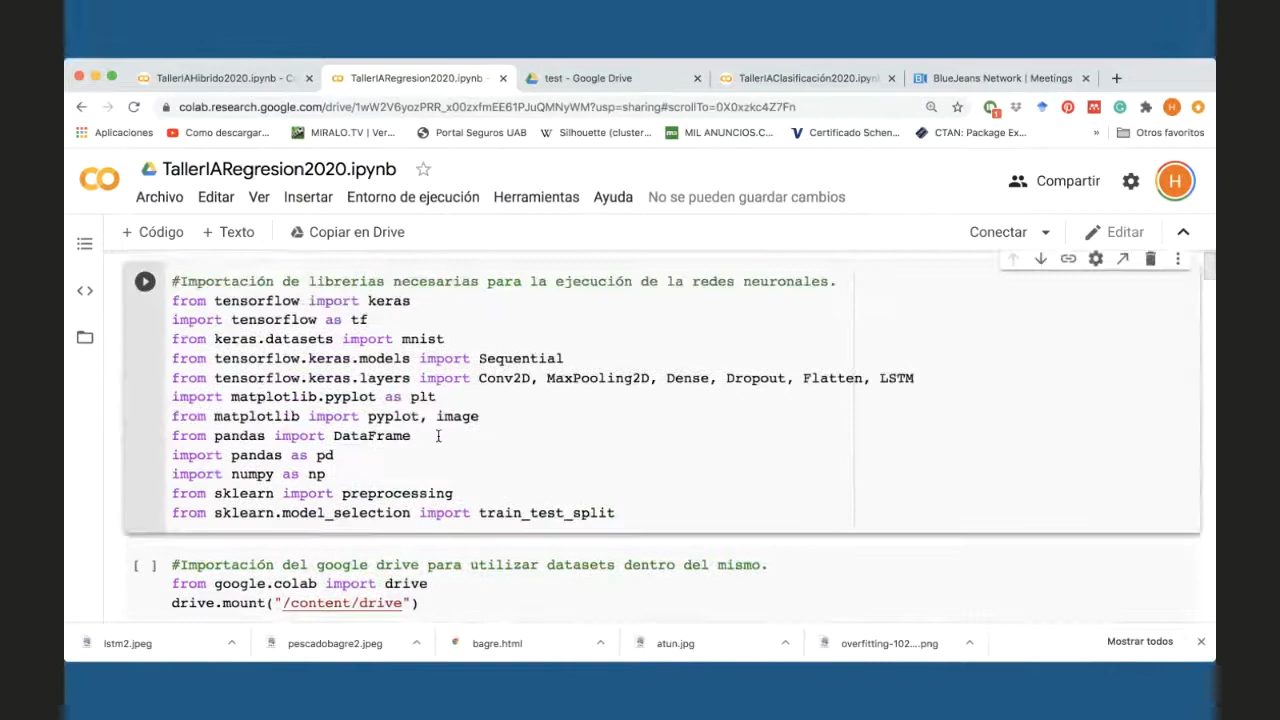 TallerIAHibrido2020.ipynb - Co
TallerIARegresion2020.ipynb -
test - Google Drive
TallerIAClasificación2020.ipynb
BlueJeans Network | Meetings
colab.research.google.com/drive/1wW2V6yozPRR_x00zxfmEE61PJuQMNyWM?usp=sharing#scrollTo=0X0xzkc4Z7Fn
Aplicaciones
Como descargar...
MIRALO.TV | Ver...
Portal Seguros UAB
Silhouette (cluster...
MIL ANUNCIOS.C...
Certificado Schen...
CTAN: Package Ex...
»
Otros favoritos
TallerIARegresion2020.ipynb
Compartir
H
Archivo Editar Ver Insertar Entorno de ejecución Herramientas Ayuda No se pueden guardar cambios
+ Código + Texto Copiar en Drive Conectar Editar
#Importación de librerias necesarias para la ejecución de la redes neuronales.
from tensorflow import keras
import tensorflow as tf
from keras.datasets import mnist
from tensorflow.keras.models import Sequential
from tensorflow.keras.layers import Conv2D, MaxPooling2D, Dense, Dropout, Flatten, LSTM
import matplotlib.pyplot as plt
from matplotlib import pyplot, image
from pandas import DataFrame
import pandas as pd
import numpy as np
from sklearn import preprocessing
from sklearn.model_selection import train_test_split
[ ] #Importación del google drive para utilizar datasets dentro del mismo.
from google.colab import drive
drive.mount("/content/drive")
lstm2.jpeg
pescadobagre2.jpeg
bagre.html
atun.jpg
overfitting-102....png
Mostrar todos